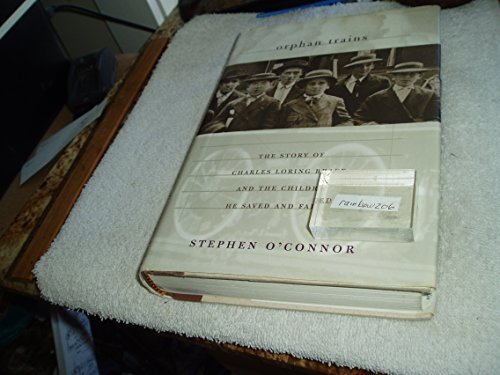 orphan trains
THE STORY OF
CHARLES LORING
AND THE
HE SAVED AND
STEPHEN O'CONNOR
rainbow206